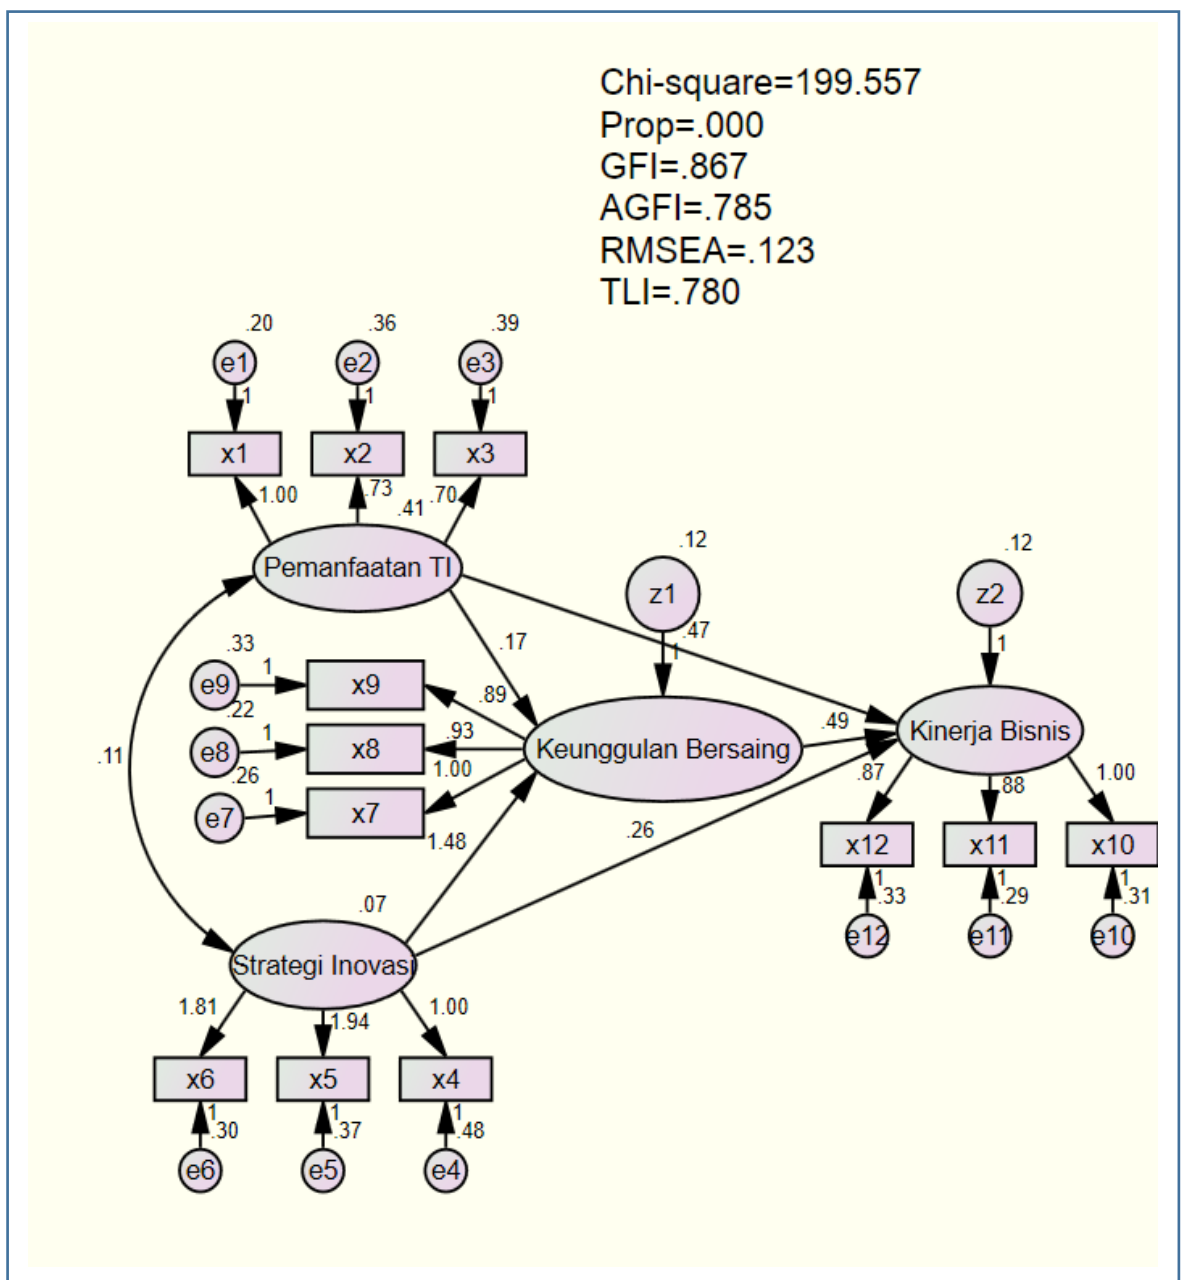 Chi-square=199.557
Prop=.000
GFI=.867
AGFI=.785
RMSEA=.123
TLI=.780
.20 .36 .39
e1 e2 e3
1 1 1
x1 x2 x3
1.00 .73 .70
.41
Pemanfaatan TI
.12 .12
z1 z2
1 1
.47
.17
.33
e9 1 x9
.89
.22
e8 1 x8
.93
.26
e7 1 x7
1.00
Keunggulan Bersaing
.49
Kinerja Bisnis
.87 .88 1.00
x12 x11 x10
1 1 1
.33 .29 .31
e12 e11 e10
.11
1.48
.26
.07
Strategi Inovasi
1.81 1.94 1.00
x6 x5 x4
1 1 1
.30 .37 .48
e6 e5 e4